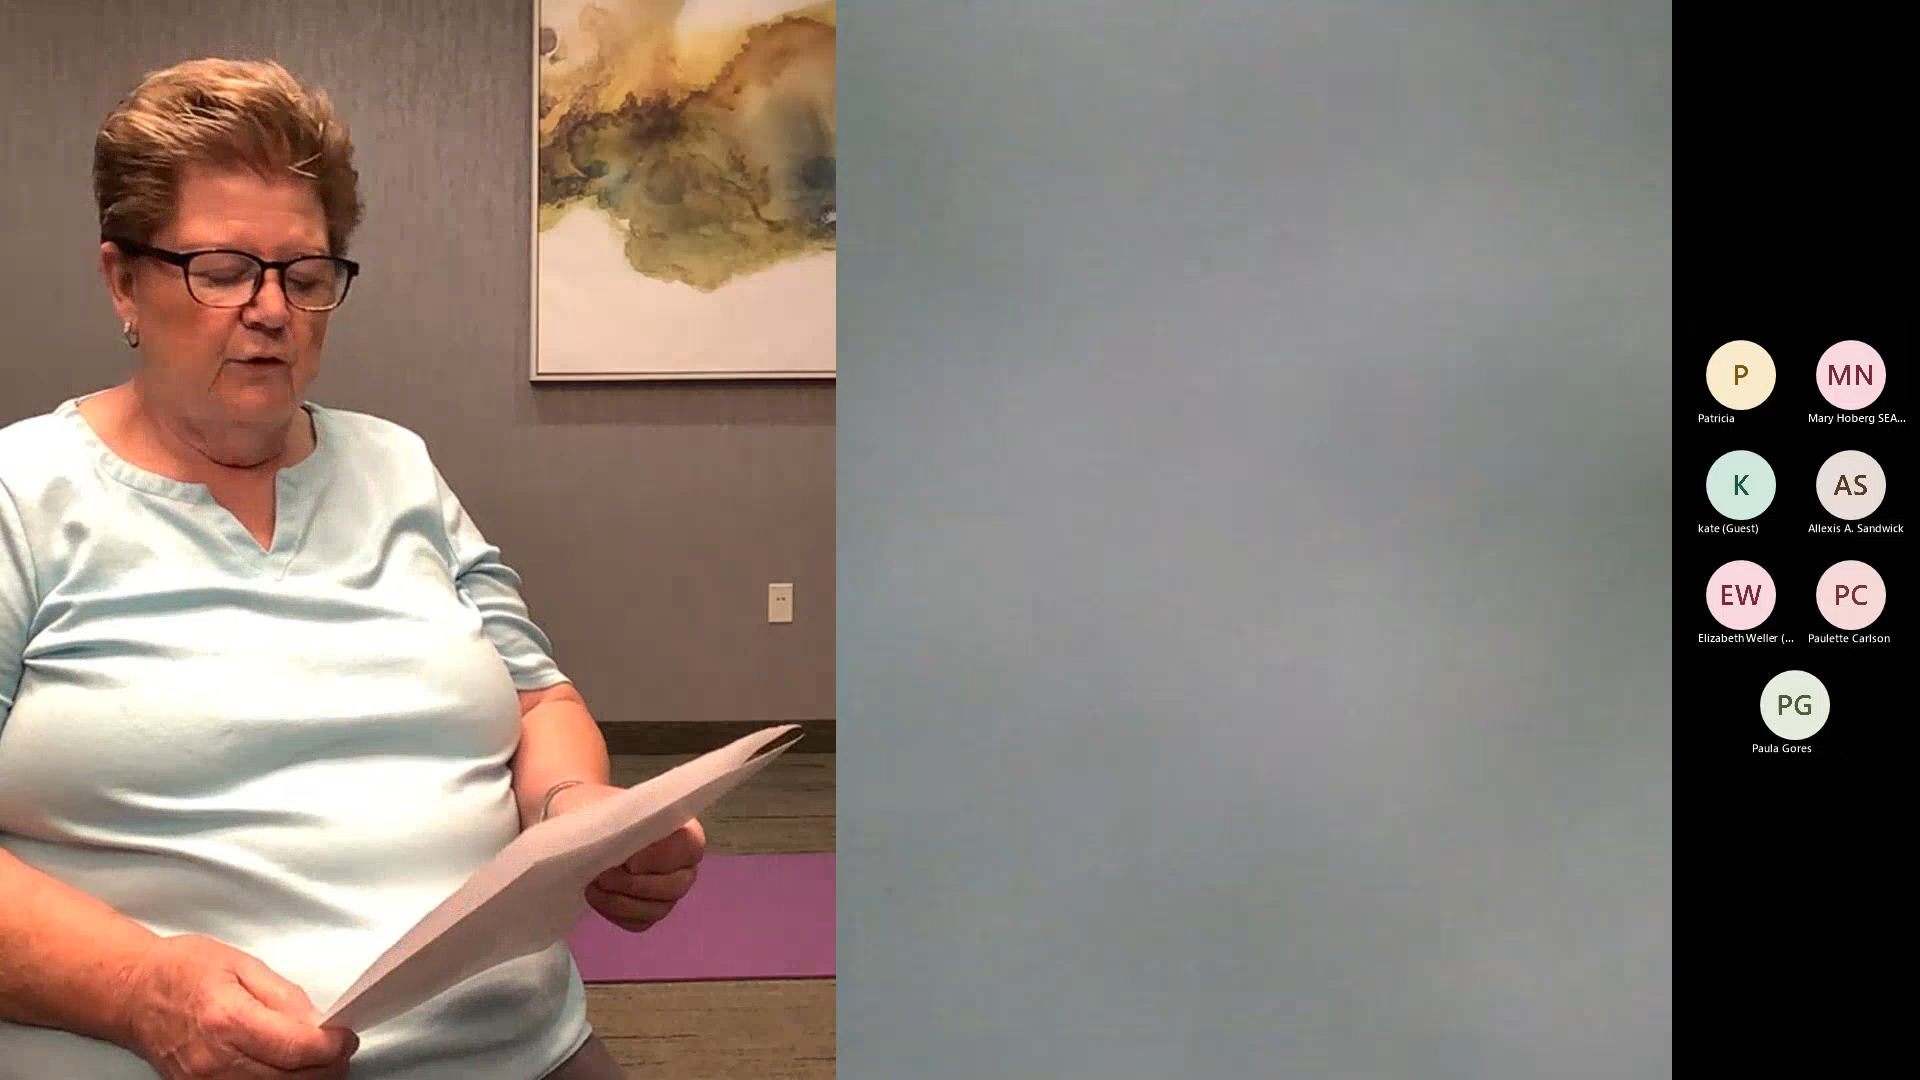 P
MN
Patricia
Mary Hoberg SEA...
K
AS
kate (Guest)
Allexis A. Sandwick
EW
PC
Elizabeth Weller (...
Paulette Carlson
PG
Paula Gores